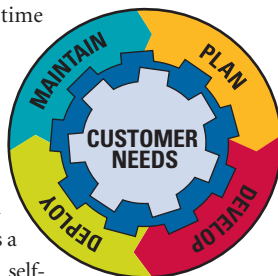 time
MAINTAIN
PLAN
CUSTOMER
NEEDS
DEPLOY
DEVELOP
a
self-